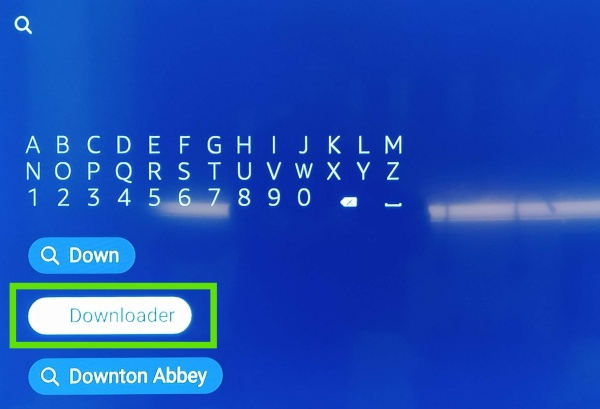 A B C D E F G H I J K L M
N O P Q R S T U V W X Y Z
1 2 3 4 5 6 7 8 9 0
Down
Downloader
Downton Abbey